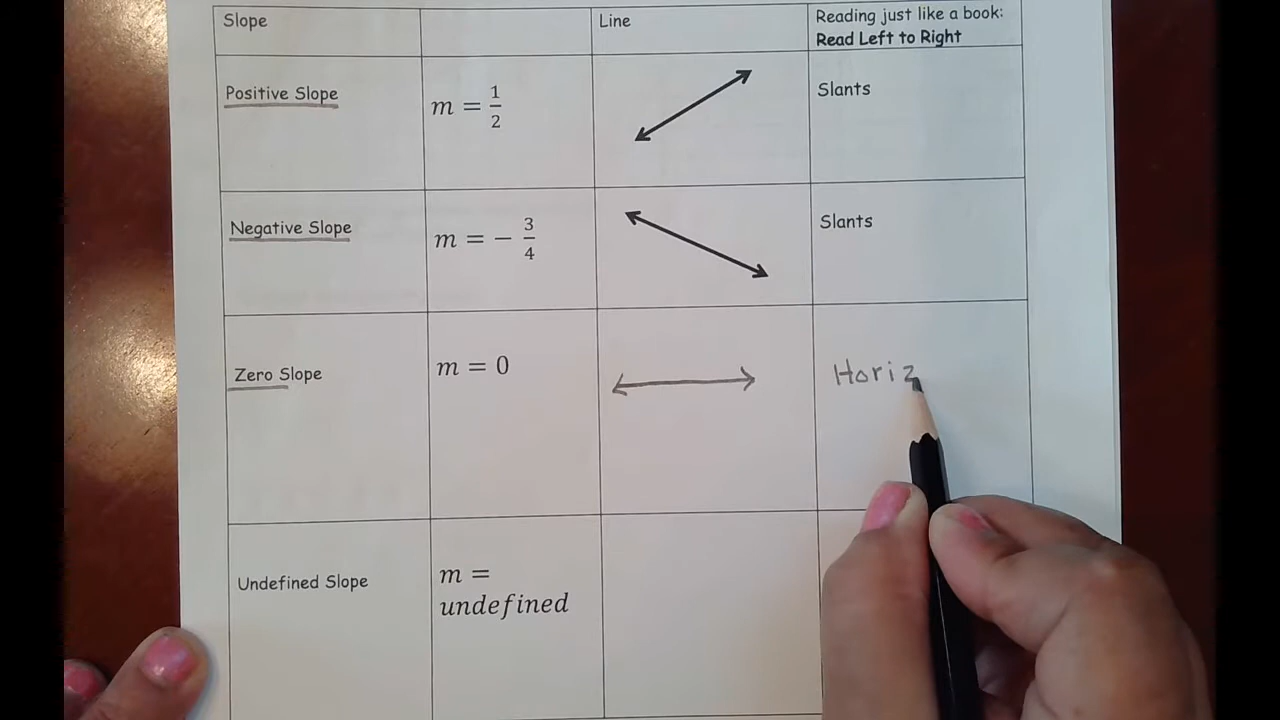 Slope
Line
Reading just like a book:
Read Left to Right
Positive Slope
m = 1/2
Slants
Negative Slope
m = - 3/4
Slants
Zero Slope
m = 0
Horiz
Undefined Slope
m =
undefined